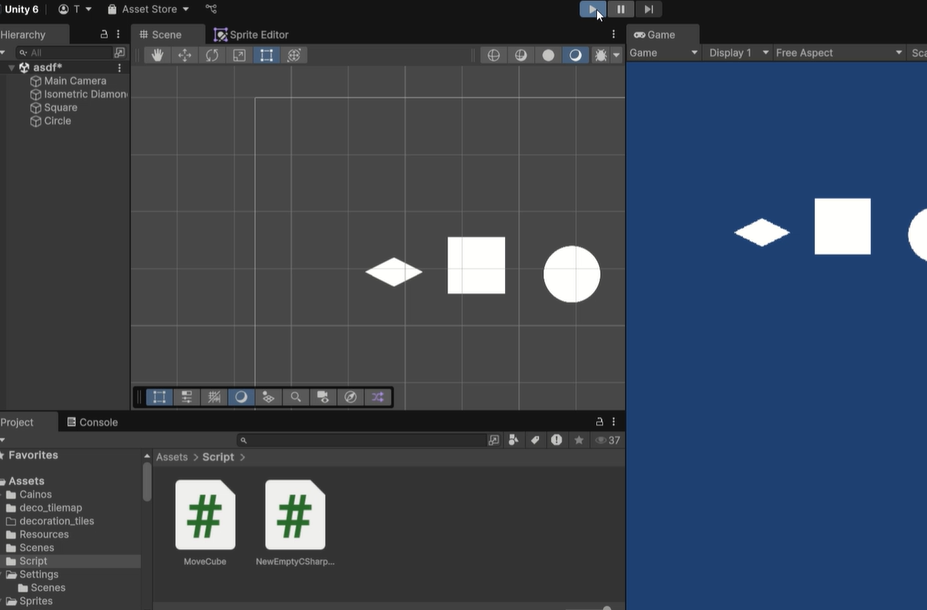 Unity 6 T Asset Store
Hierarchy
Scene
Sprite Editor
Game
All
Game Display 1 Free Aspect Sca
asdf*
Main Camera
Isometric Diamon
Square
Circle
Project
Console
37
Favorites
Assets > Script >
Assets
Cainos
deco_tilemap
decoration_tiles
Resources
Scenes
Script
Settings
Scenes
Sprites
#
#
MoveCube
NewEmptyCSharp...